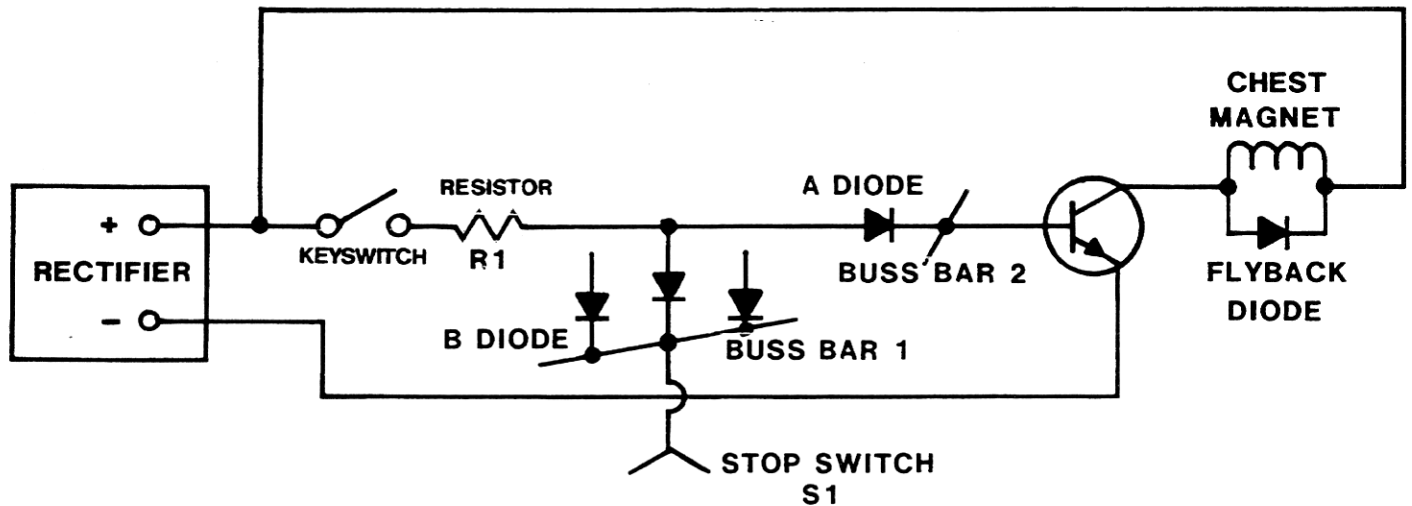 CHEST
MAGNET
RESISTOR
A DIODE
+
KEYSWITCH
R1
RECTIFIER
BUSS BAR 2
FLYBACK
DIODE
-
B DIODE
BUSS BAR 1
STOP SWITCH
S1